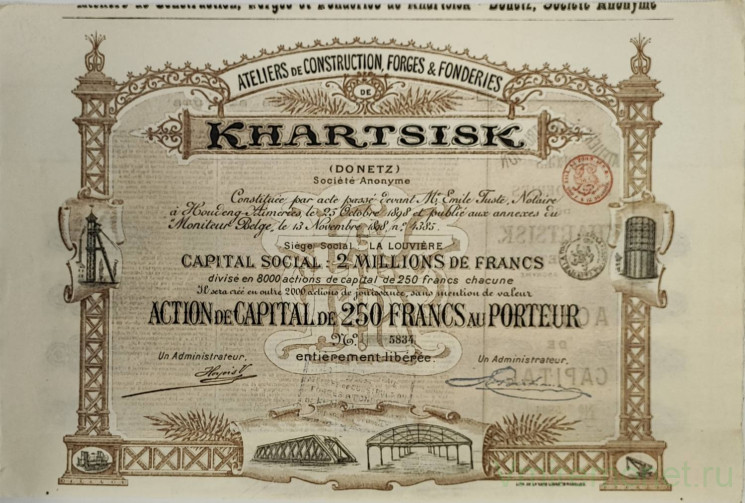 Ateliers de Construction, Forges et Fonderies de Khartsisk - Donetz, Société Anonyme
ATELIERS DE CONSTRUCTION, FORGES & FONDERIES
DE
KHARTSISK
(DONETZ)
Société Anonyme
Constituée par acte passé devant Mᵉ Emile Fusté, Notaire
à Houdeng-Aimeries, le 25 Octobre 1898 et publié aux annexes du
Moniteur Belge, le 13 Novembre 1898, nº 4385.
Siège Social: LA LOUVIÈRE
CAPITAL SOCIAL: 2 MILLIONS DE FRANCS
divisé en 8000 actions de capital de 250 francs chacune
Il sera créé en outre 2000 actions de jouissance, sans mention de valeur
ACTION DE CAPITAL DE 250 FRANCS AU PORTEUR
Nº 5834
entièrement libérée.
Un Administrateur. Un Administrateur.